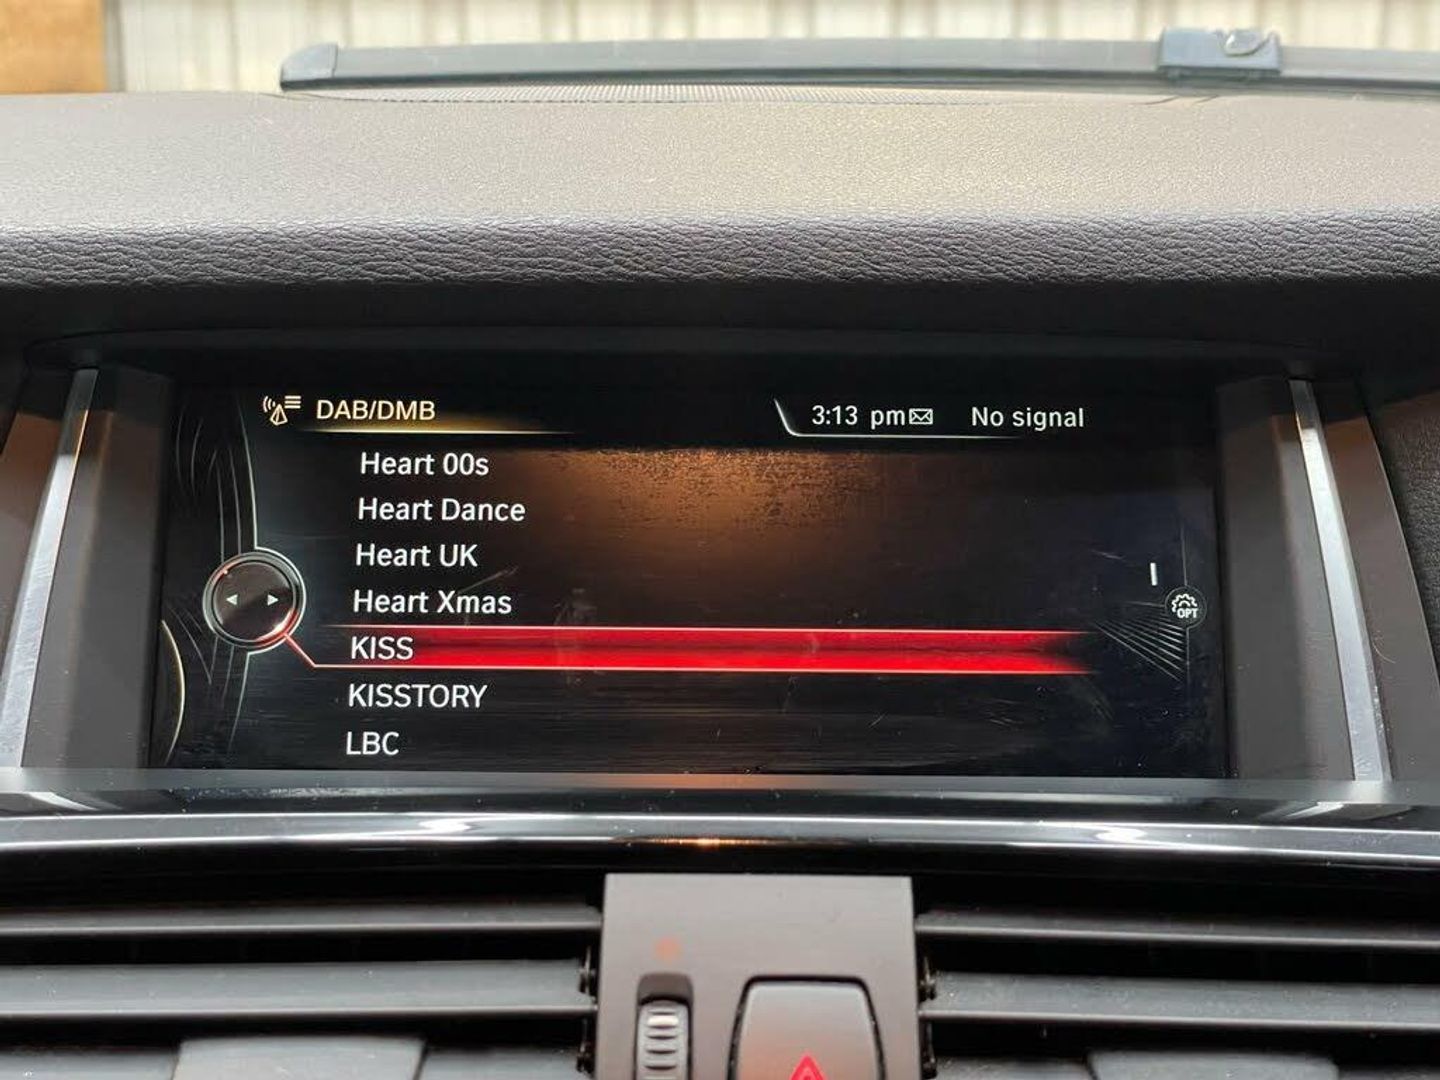 DAB/DMB
3:13 pm No signal
Heart 00s
Heart Dance
Heart UK
Heart Xmas
KISS
KISSTORY
LBC
OPT